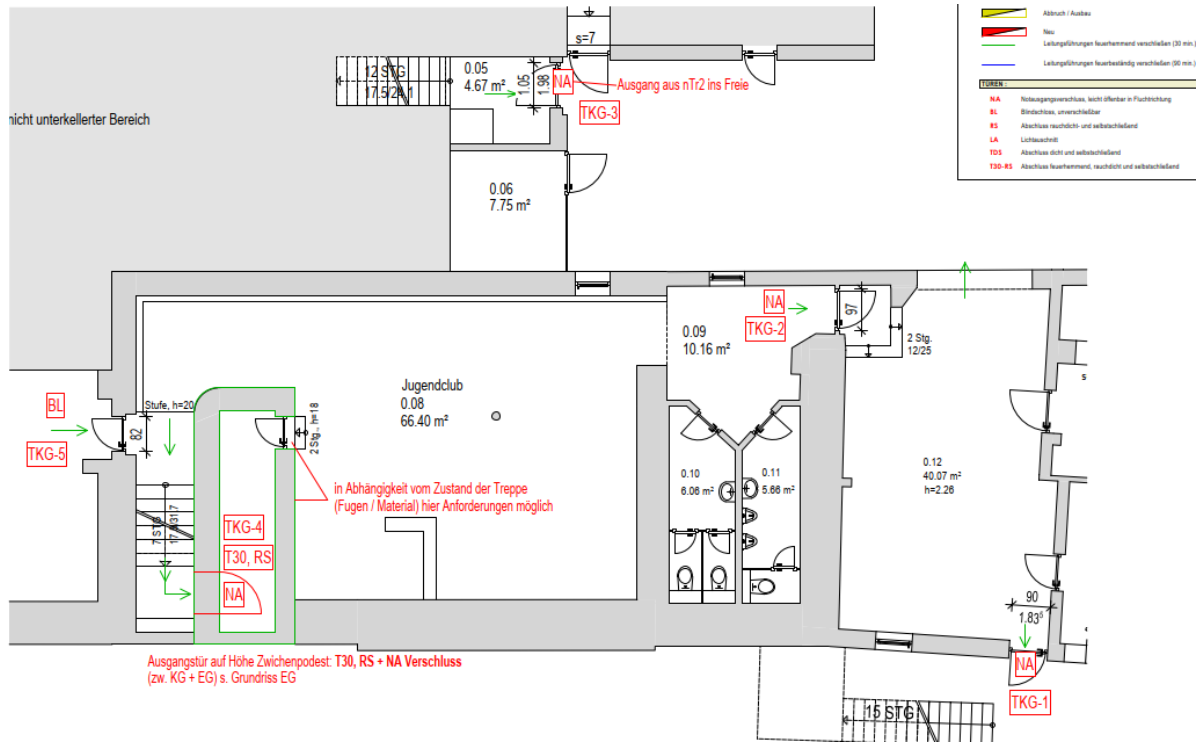 Abbruch / Ausbau
Neu
Leitungsführungen feuerhemmend verschließen (30 min.)
Leitungsführungen feuerbeständig verschließen (90 min.)
TÜREN :
NA Notausgangsverschluss, leicht öffenbar in Fluchtrichtung
BL Blindschloss, unverschließbar
RS Abschluss rauchdicht- und selbstschließend
LA Lichtausschnitt
TDS Abschluss dicht und selbstschließend
T30-RS Abschluss feuerhemmend, rauchdicht und selbstschließend
s=7
12 STG
17.5/24.1
0.05
4.67 m²
1.05
1.98
NA
Ausgang aus nTr2 ins Freie
TKG-3
nicht unterkellerter Bereich
0.06
7.75 m²
NA
TKG-2
97
0.09
10.16 m²
2 Stg.
12/25
s
Jugendclub
0.08
66.40 m²
BL
TKG-5
82
Stufe, h=20
2 Stg., h=18
0.10
6.06 m²
0.11
5.66 m²
0.12
40.07 m²
h=2.26
in Abhängigkeit vom Zustand der Treppe
(Fugen / Material) hier Anforderungen möglich
7 STG
TKG-4
T30, RS
NA
90
1.83⁵
NA
TKG-1
Ausgangstür auf Höhe Zwichenpodest: T30, RS + NA Verschluss
(zw. KG + EG) s. Grundriss EG
15 STG